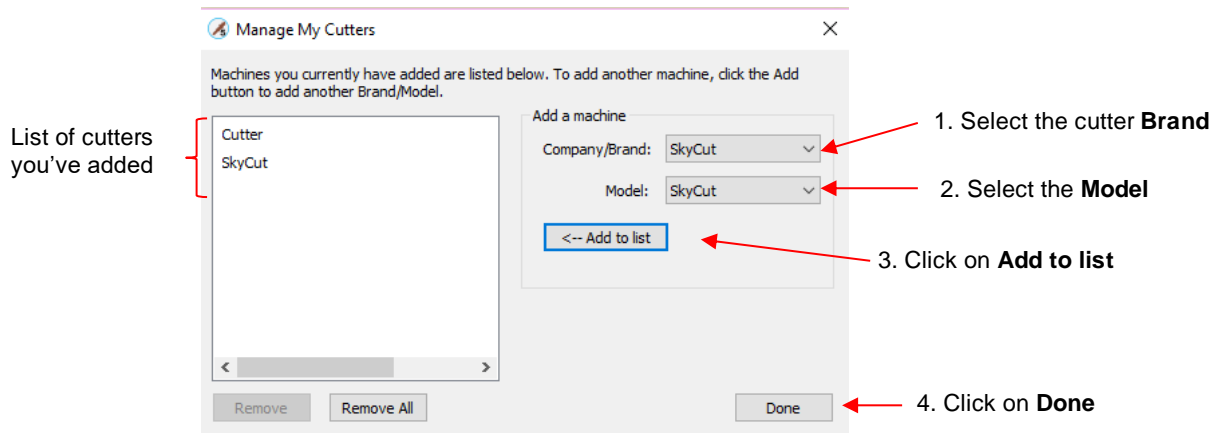 Manage My Cutters
Machines you currently have added are listed below. To add another machine, click the Add
button to add another Brand/Model.
List of cutters
you've added
Cutter
SkyCut
Add a machine
Company/Brand: SkyCut
Model: SkyCut
<-- Add to list
1. Select the cutter Brand
2. Select the Model
3. Click on Add to list
Remove
Remove All
Done
4. Click on Done